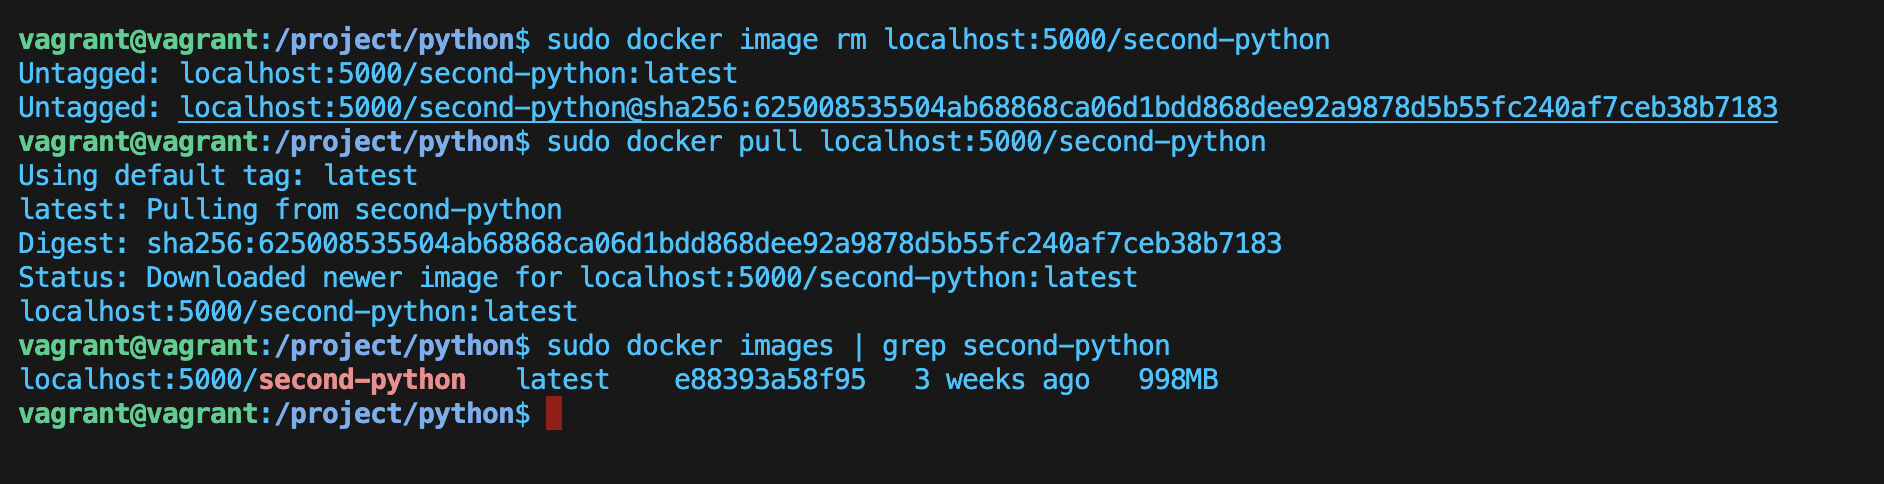 vagrant@vagrant:/project/python$ sudo docker image rm localhost:5000/second-python
Untagged: localhost:5000/second-python:latest
Untagged: localhost:5000/second-python@sha256:625008535504ab68868ca06d1bdd868dee92a9878d5b55fc240af7ceb38b7183
vagrant@vagrant:/project/python$ sudo docker pull localhost:5000/second-python
Using default tag: latest
latest: Pulling from second-python
Digest: sha256:625008535504ab68868ca06d1bdd868dee92a9878d5b55fc240af7ceb38b7183
Status: Downloaded newer image for localhost:5000/second-python:latest
localhost:5000/second-python:latest
vagrant@vagrant:/project/python$ sudo docker images | grep second-python
localhost:5000/second-python   latest    e88393a58f95   3 weeks ago   998MB
vagrant@vagrant:/project/python$